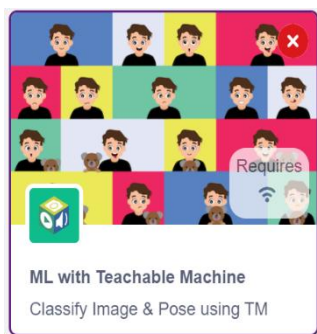 Requires
ML with Teachable Machine
Classify Image & Pose using TM